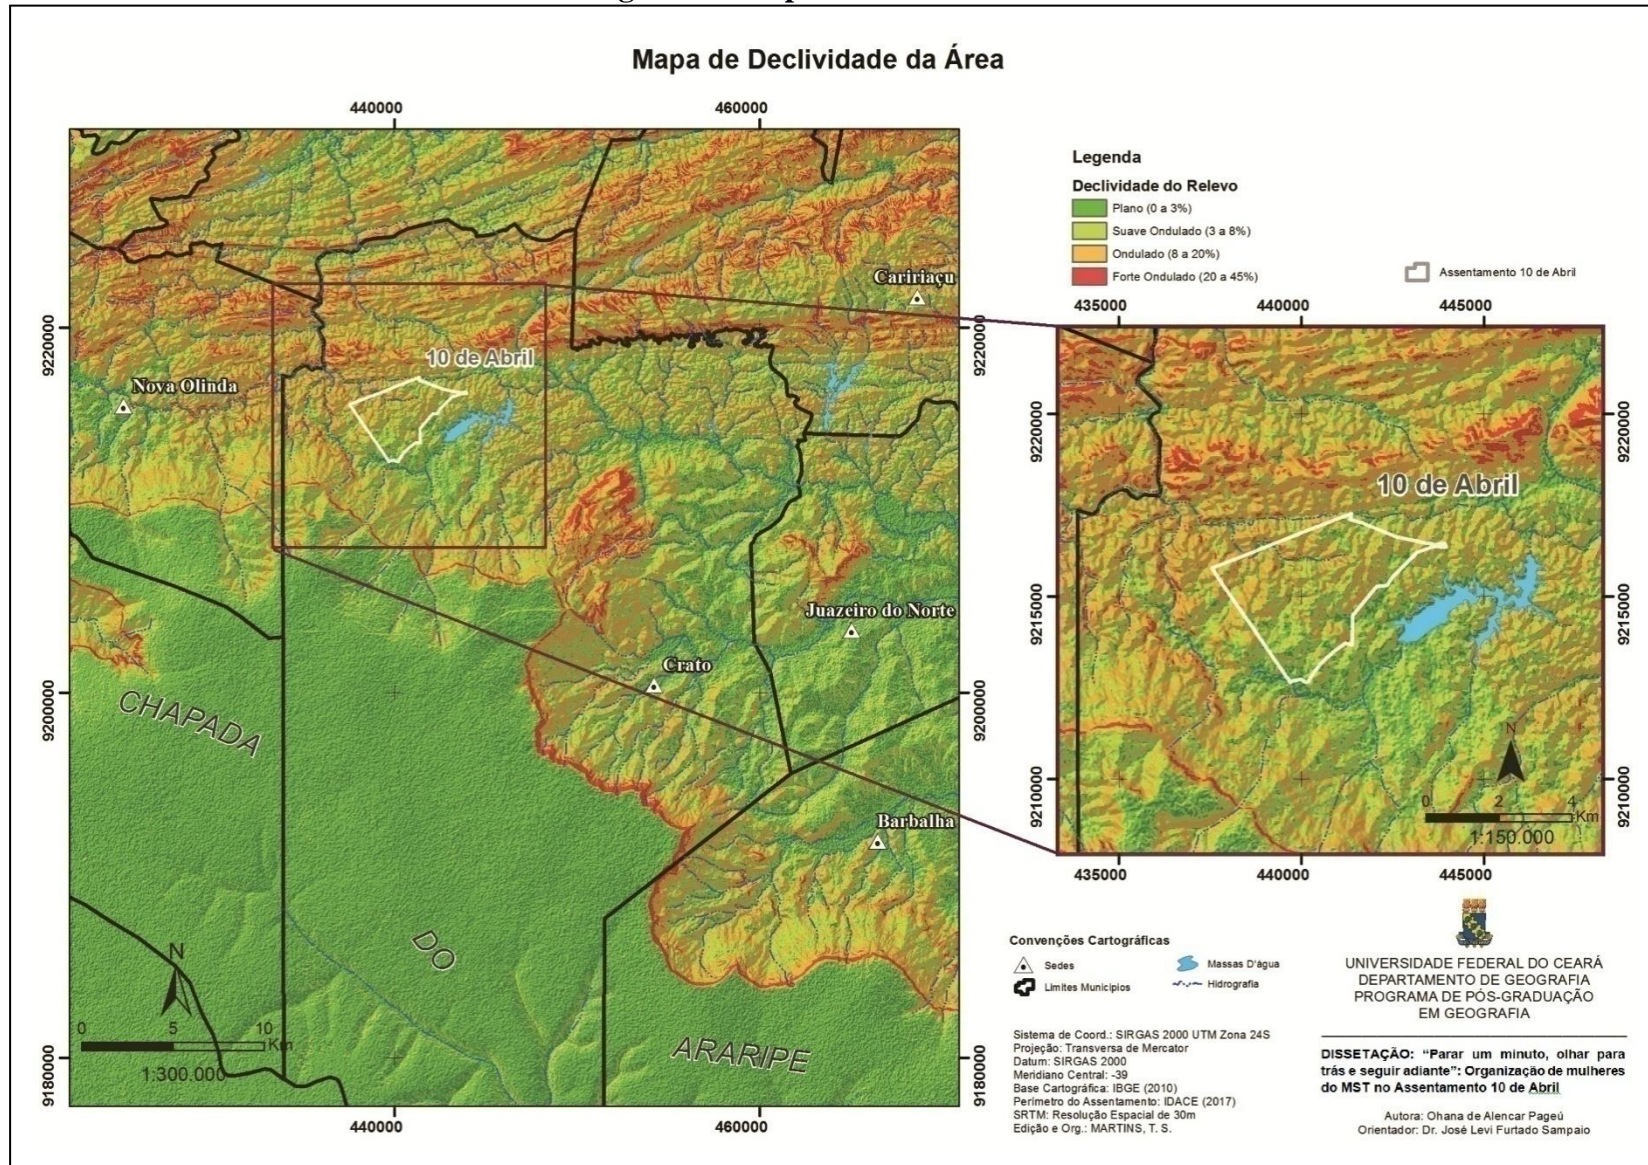 Mapa de Declividade da Área
440000
460000
9220000
9200000
9180000
Caririaçu
10 de Abril
Nova Olinda
Juazeiro do Norte
Crato
Barbalha
CHAPADA
DO
ARARIPE
N
0 5 10
Km
1:300.000
9220000
9200000
9180000
440000
460000
Legenda
Declividade do Relevo
Plano (0 a 3%)
Suave Ondulado (3 a 8%)
Ondulado (8 a 20%)
Forte Ondulado (20 a 45%)
Assentamento 10 de Abril
435000
440000
445000
9220000
9215000
9210000
10 de Abril
N
0 2 4
Km
1:150.000
9220000
9215000
9210000
435000
440000
445000
Convenções Cartográficas
Sedes
Massas D'água
Limites Municípios
Hidrografia
Sistema de Coord.: SIRGAS 2000 UTM Zona 24S
Projeção: Transversa de Mercator
Datum: SIRGAS 2000
Meridiano Central: -39
Base Cartográfica: IBGE (2010)
Perímetro do Assentamento: IDACE (2017)
SRTM: Resolução Espacial de 30m
Edição e Org.: MARTINS, T. S.
UNIVERSIDADE FEDERAL DO CEARÁ
DEPARTAMENTO DE GEOGRAFIA
PROGRAMA DE PÓS-GRADUAÇÃO
EM GEOGRAFIA
DISSETAÇÃO: “Parar um minuto, olhar para
trás e seguir adiante”: Organização de mulheres
do MST no Assentamento 10 de Abril
Autora: Ohana de Alencar Pageú
Orientador: Dr. José Levi Furtado Sampaio